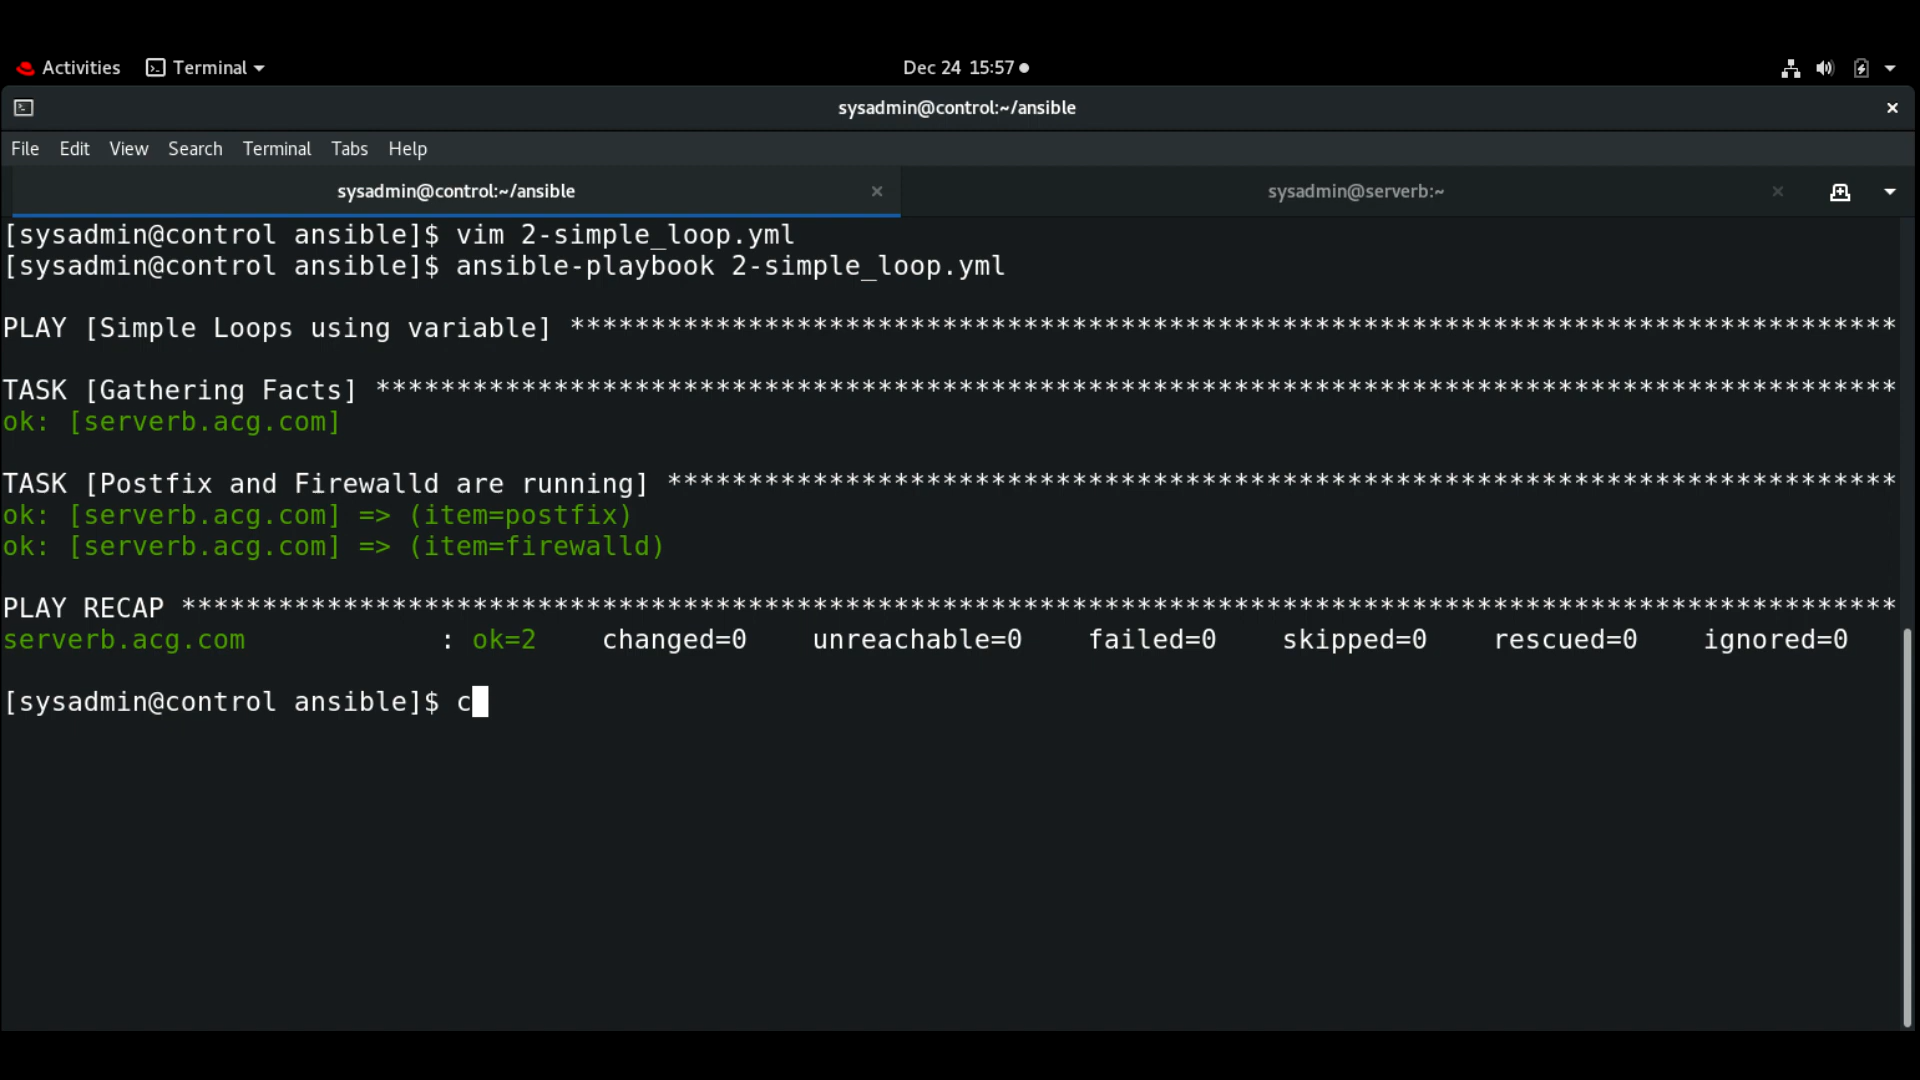 Activities Terminal Dec 24 15:57
sysadmin@control:~/ansible
File Edit View Search Terminal Tabs Help
sysadmin@control:~/ansible sysadmin@serverb:~
[sysadmin@control ansible]$ vim 2-simple_loop.yml
[sysadmin@control ansible]$ ansible-playbook 2-simple_loop.yml
PLAY [Simple Loops using variable] **********************************************************************************
TASK [Gathering Facts] **********************************************************************************************
ok: [serverb.acg.com]
TASK [Postfix and Firewalld are running] ****************************************************************************
ok: [serverb.acg.com] => (item=postfix)
ok: [serverb.acg.com] => (item=firewalld)
PLAY RECAP **********************************************************************************************************
serverb.acg.com : ok=2 changed=0 unreachable=0 failed=0 skipped=0 rescued=0 ignored=0
[sysadmin@control ansible]$ c